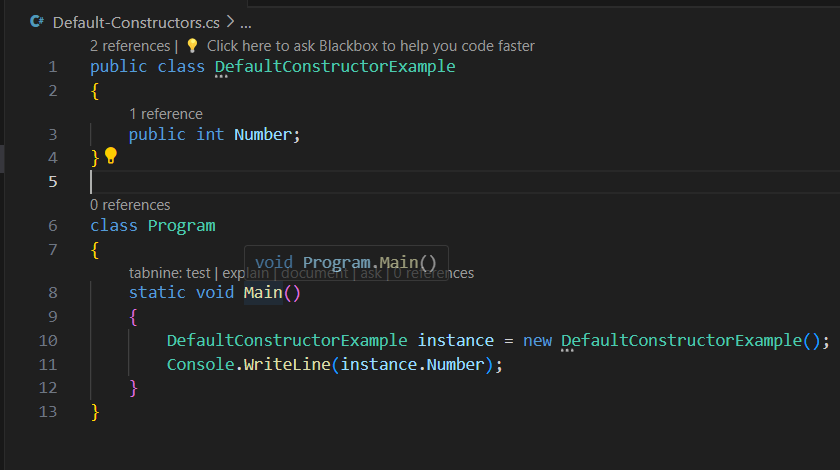 C# Default-Constructors.cs > ...
2 references | 💡 Click here to ask Blackbox to help you code faster
1 public class DefaultConstructorExample
2 {
1 reference
3 public int Number;
4 }
5
0 references
6 class Program
7 {
void Program.Main()
tabnine: test | explain | document | ask | 0 references
8 static void Main()
9 {
10 DefaultConstructorExample instance = new DefaultConstructorExample();
11 Console.WriteLine(instance.Number);
12 }
13 }